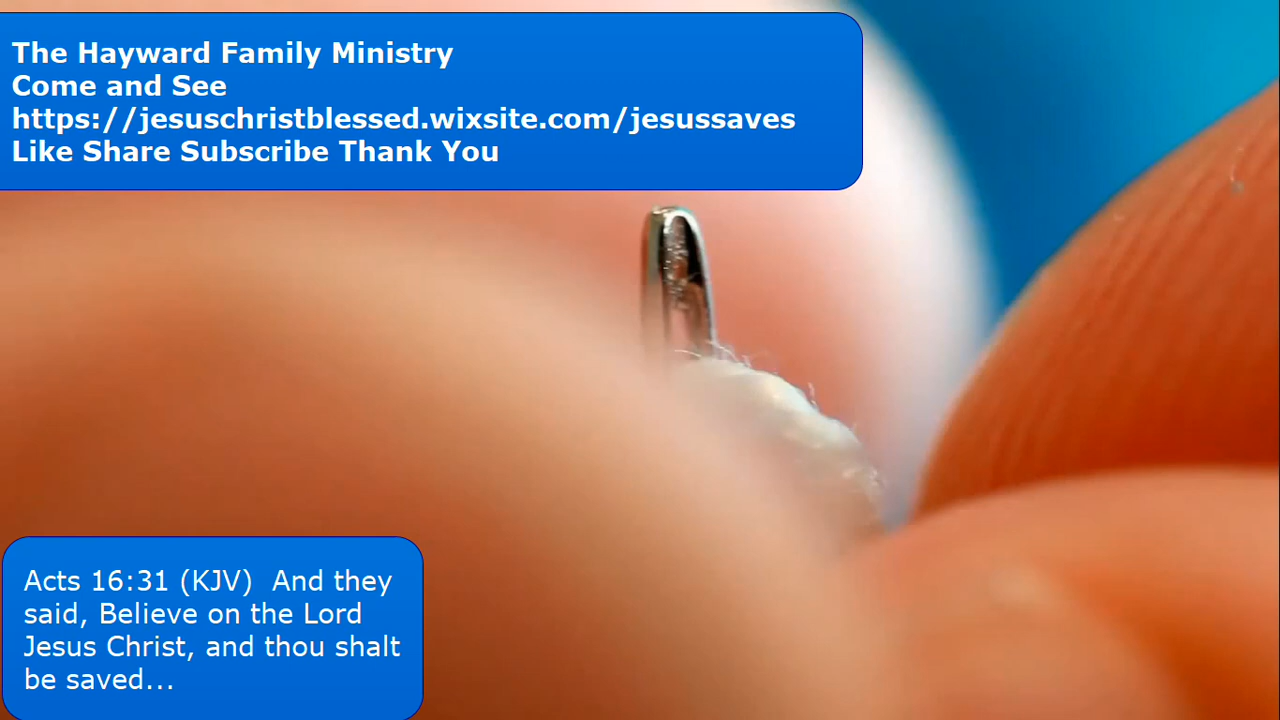 The Hayward Family Ministry
Come and See
https://jesuschristblessed.wixsite.com/jesussaves
Like Share Subscribe Thank You
Acts 16:31 (KJV)  And they
said, Believe on the Lord
Jesus Christ, and thou shalt
be saved...